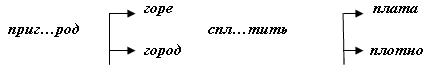 горе плата
приг…род спл…тить
город плотно